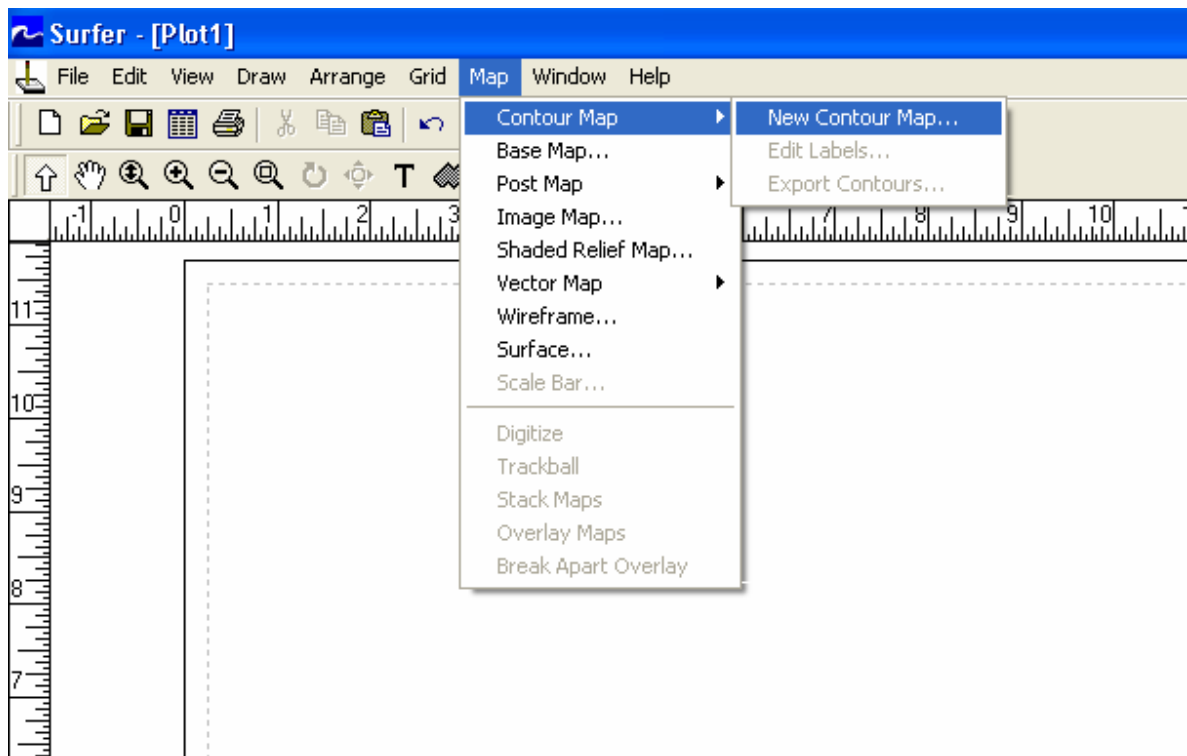 Surfer - [Plot1]
File Edit View Draw Arrange Grid Map Window Help
T
Contour Map
Base Map...
Post Map
Image Map...
Shaded Relief Map...
Vector Map
Wireframe...
Surface...
Scale Bar...
Digitize
Trackball
Stack Maps
Overlay Maps
Break Apart Overlay
New Contour Map...
Edit Labels...
Export Contours...
-1 0 1 2 3 7 8 9 10
11
10
9
8
7